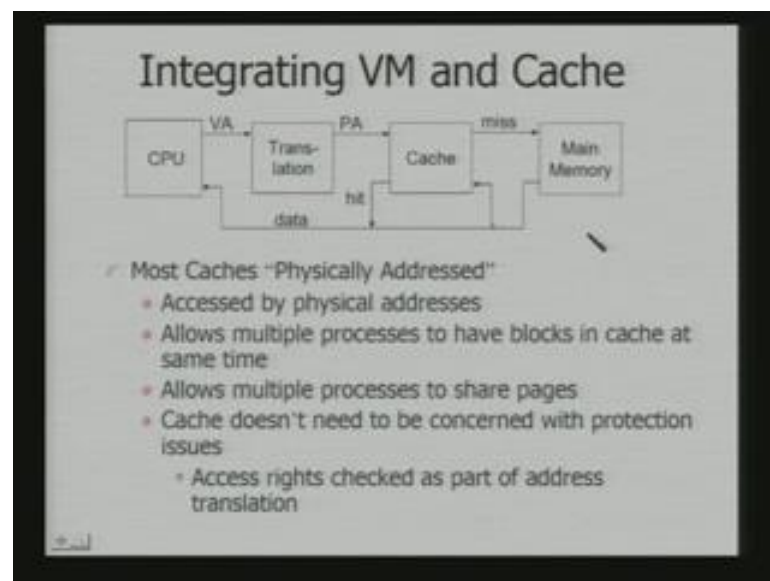 Integrating VM and Cache
VA
PA
miss
CPU
Trans-
lation
Cache
Main
Memory
hit
data
Most Caches “Physically Addressed”
Accessed by physical addresses
Allows multiple processes to have blocks in cache at
same time
Allows multiple processes to share pages
Cache doesn't need to be concerned with protection
issues
Access rights checked as part of address
translation